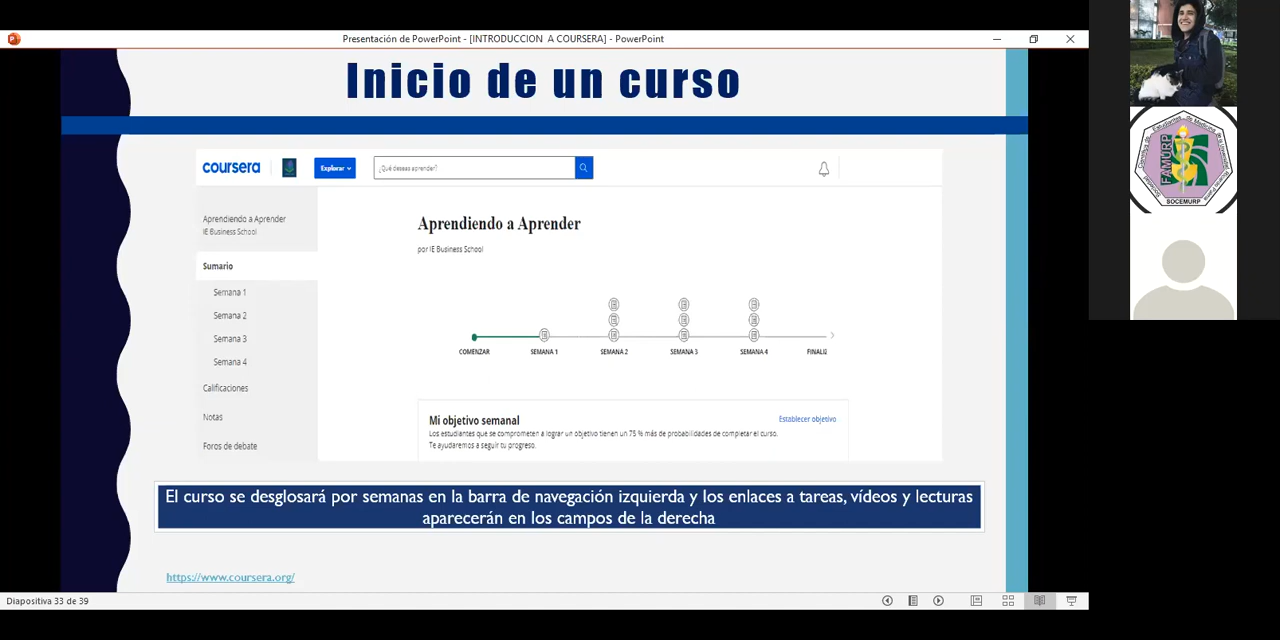 Presentación de PowerPoint - [INTRODUCCION A COURSERA] - PowerPoint
Inicio de un curso
coursera
Explorar
¿Qué deseas aprender?
Aprendiendo a Aprender
IE Business School
Sumario
Semana 1
Semana 2
Semana 3
Semana 4
Calificaciones
Notas
Foros de debate
Aprendiendo a Aprender
por IE Business School
COMENZAR
SEMANA 1
SEMANA 2
SEMANA 3
SEMANA 4
FINALIZ
Mi objetivo semanal
Establecer objetivo
Los estudiantes que se comprometen a lograr un objetivo tienen un 75 % más de probabilidades de completar el curso.
Te ayudaremos a seguir tu progreso.
El curso se desglosará por semanas en la barra de navegación izquierda y los enlaces a tareas, vídeos y lecturas
aparecerán en los campos de la derecha
https://www.coursera.org/
Diapositiva 33 de 39
FAMURP
SOCEMURP